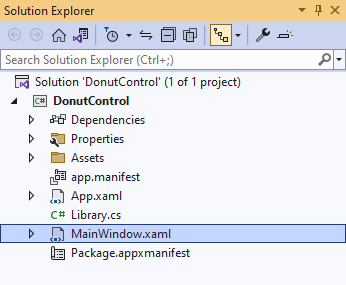 Solution Explorer
Search Solution Explorer (Ctrl+;)
Solution 'DonutControl' (1 of 1 project)
C# DonutControl
Dependencies
Properties
Assets
app.manifest
App.xaml
C# Library.cs
MainWindow.xaml
Package.appxmanifest